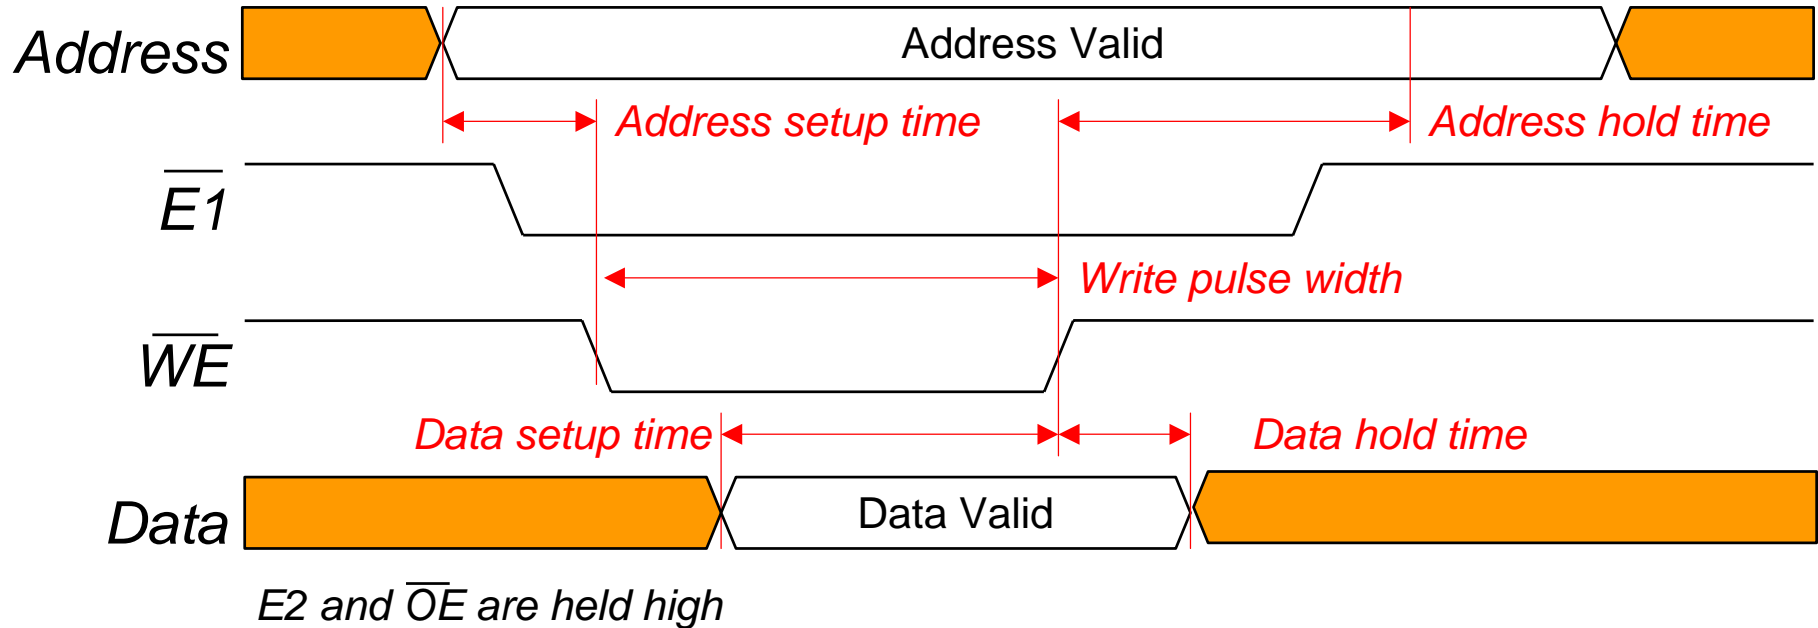 Address
Address Valid
Address setup time
Address hold time
E1
Write pulse width
WE
Data setup time
Data hold time
Data
Data Valid
E2 and OE are held high